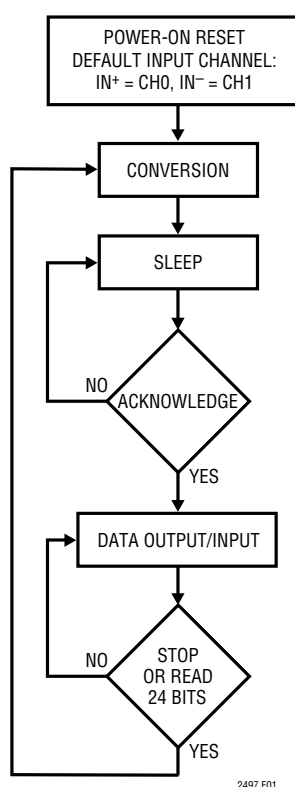 POWER-ON RESET
DEFAULT INPUT CHANNEL:
IN⁺ = CH0, IN⁻ = CH1
CONVERSION
SLEEP
NO
ACKNOWLEDGE
YES
DATA OUTPUT/INPUT
NO
STOP
OR READ
24 BITS
YES
2497 F01